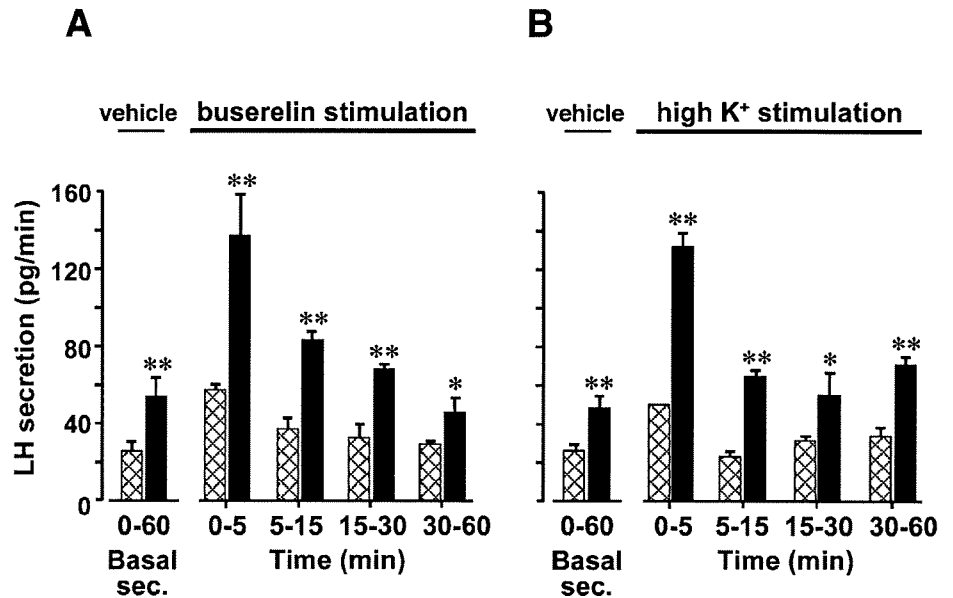 A
B
vehicle buserelin stimulation
vehicle high K+ stimulation
LH secretion (pg/min)
160
120
80
40
0
** ** ** ** *
** ** ** * **
0-60 0-5 5-15 15-30 30-60
0-60 0-5 5-15 15-30 30-60
Basal sec.
Time (min)
Basal sec.
Time (min)